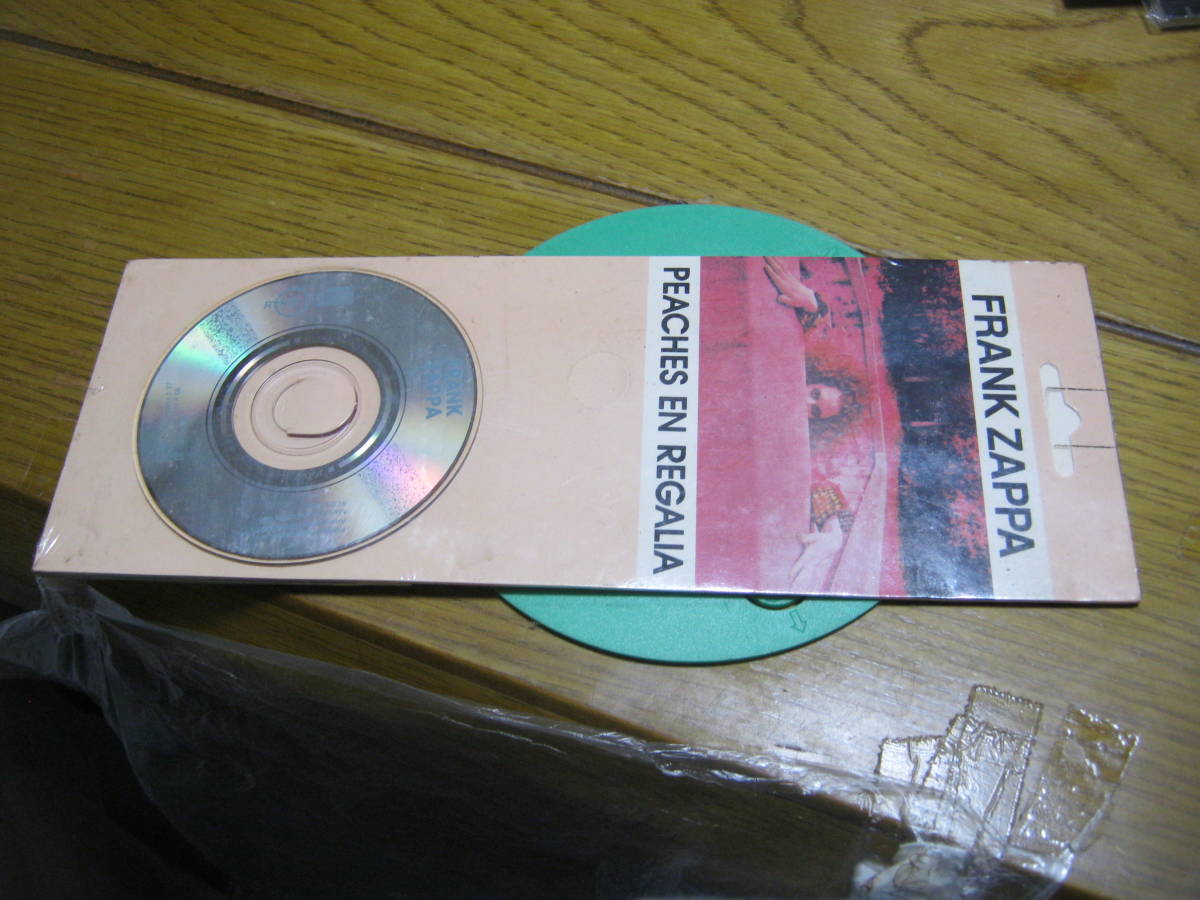 FRANK ZAPPA
PEACHES EN REGALIA
FRANK
ZAPPA